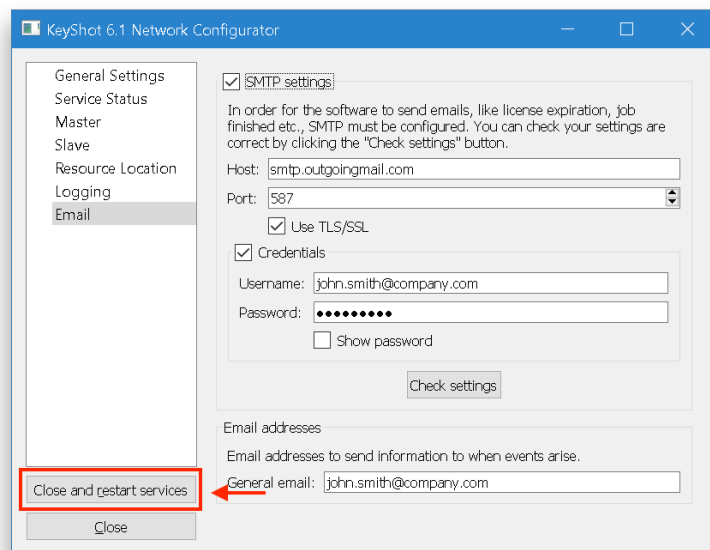 KeyShot 6.1 Network Configurator
General Settings
Service Status
Master
Slave
Resource Location
Logging
Email
SMTP settings
In order for the software to send emails, like license expiration, job
finished etc., SMTP must be configured. You can check your settings are
correct by clicking the "Check settings" button.
Host: smtp.outgoingmail.com
Port: 587
Use TLS/SSL
Credentials
Username: john.smith@company.com
Password: ●●●●●●●●●
Show password
Check settings
Email addresses
Email addresses to send information to when events arise.
General email: john.smith@company.com
Close and restart services
Close